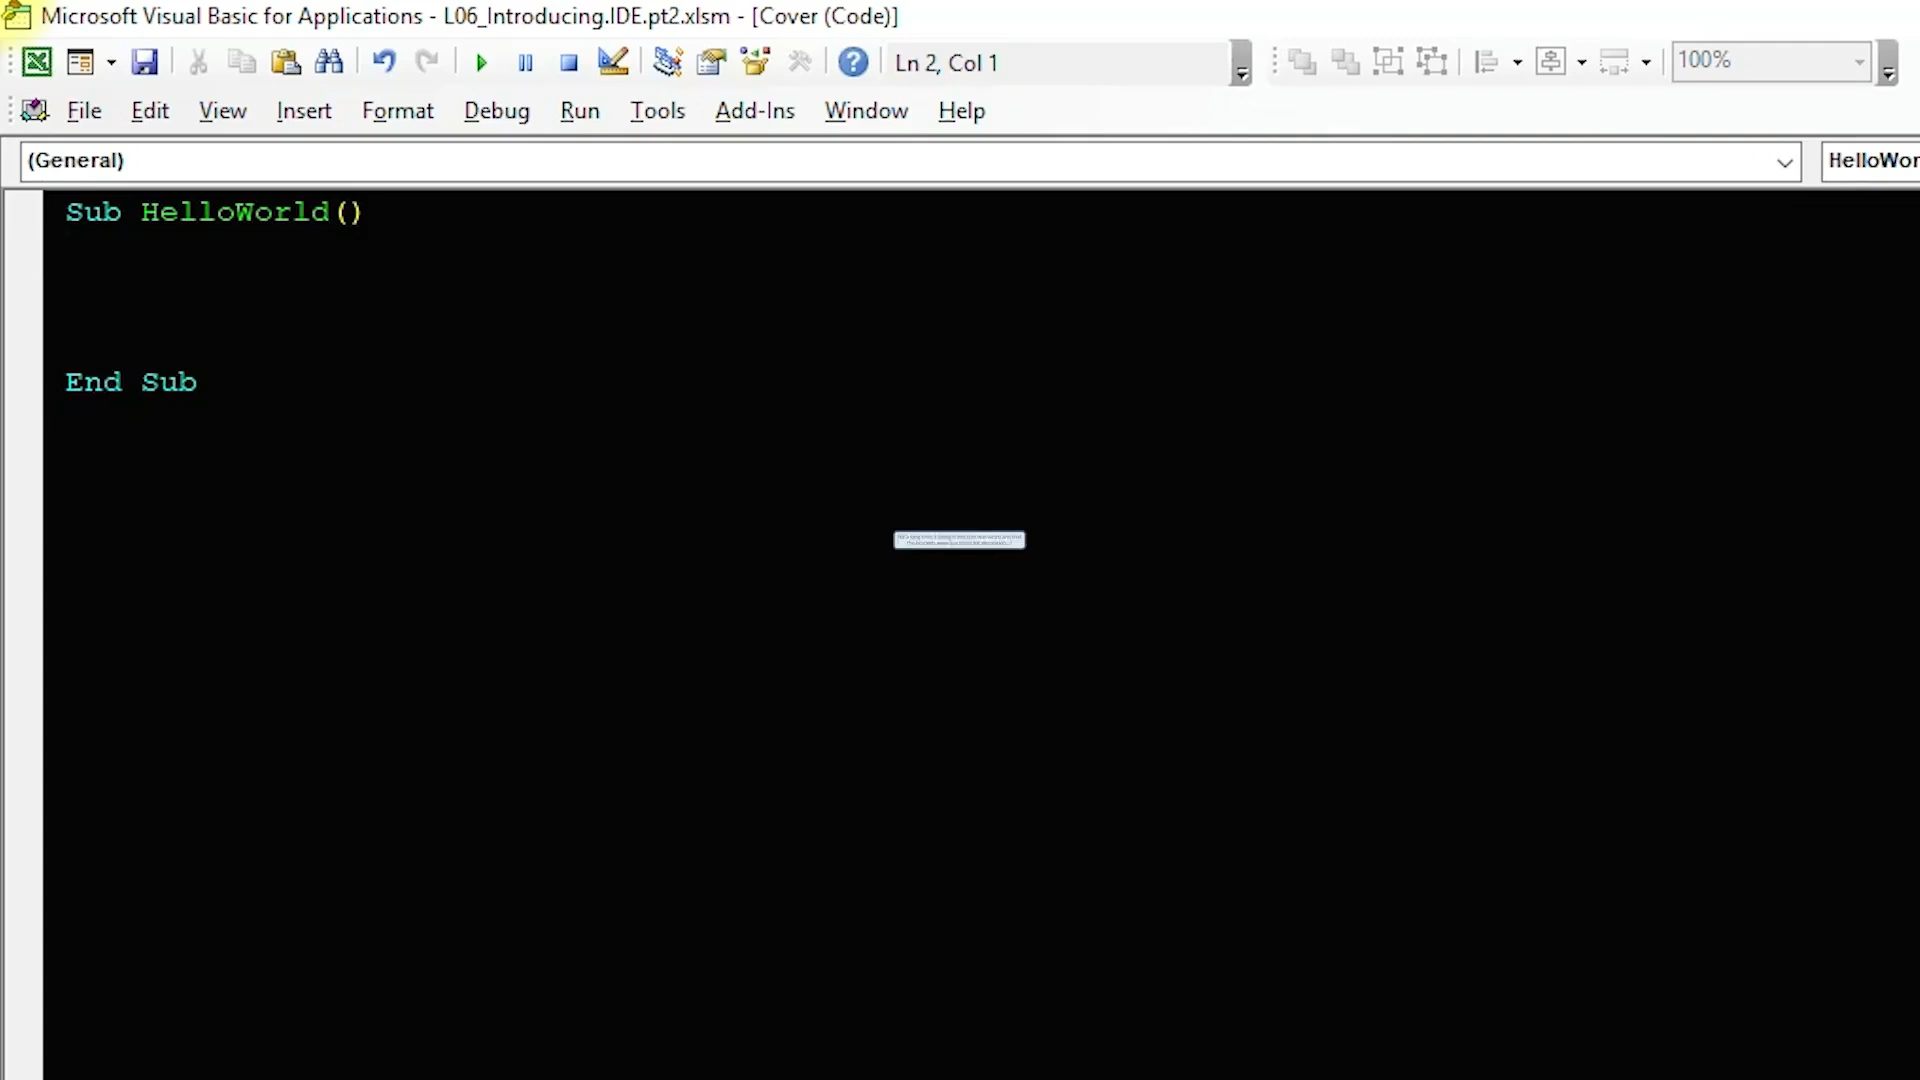 Microsoft Visual Basic for Applications - L06_Introducing.IDE.pt2.xlsm - [Cover (Code)]
Ln 2, Col 1
100%
File Edit View Insert Format Debug Run Tools Add-Ins Window Help
(General)
HelloWor
Sub HelloWorld()
End Sub